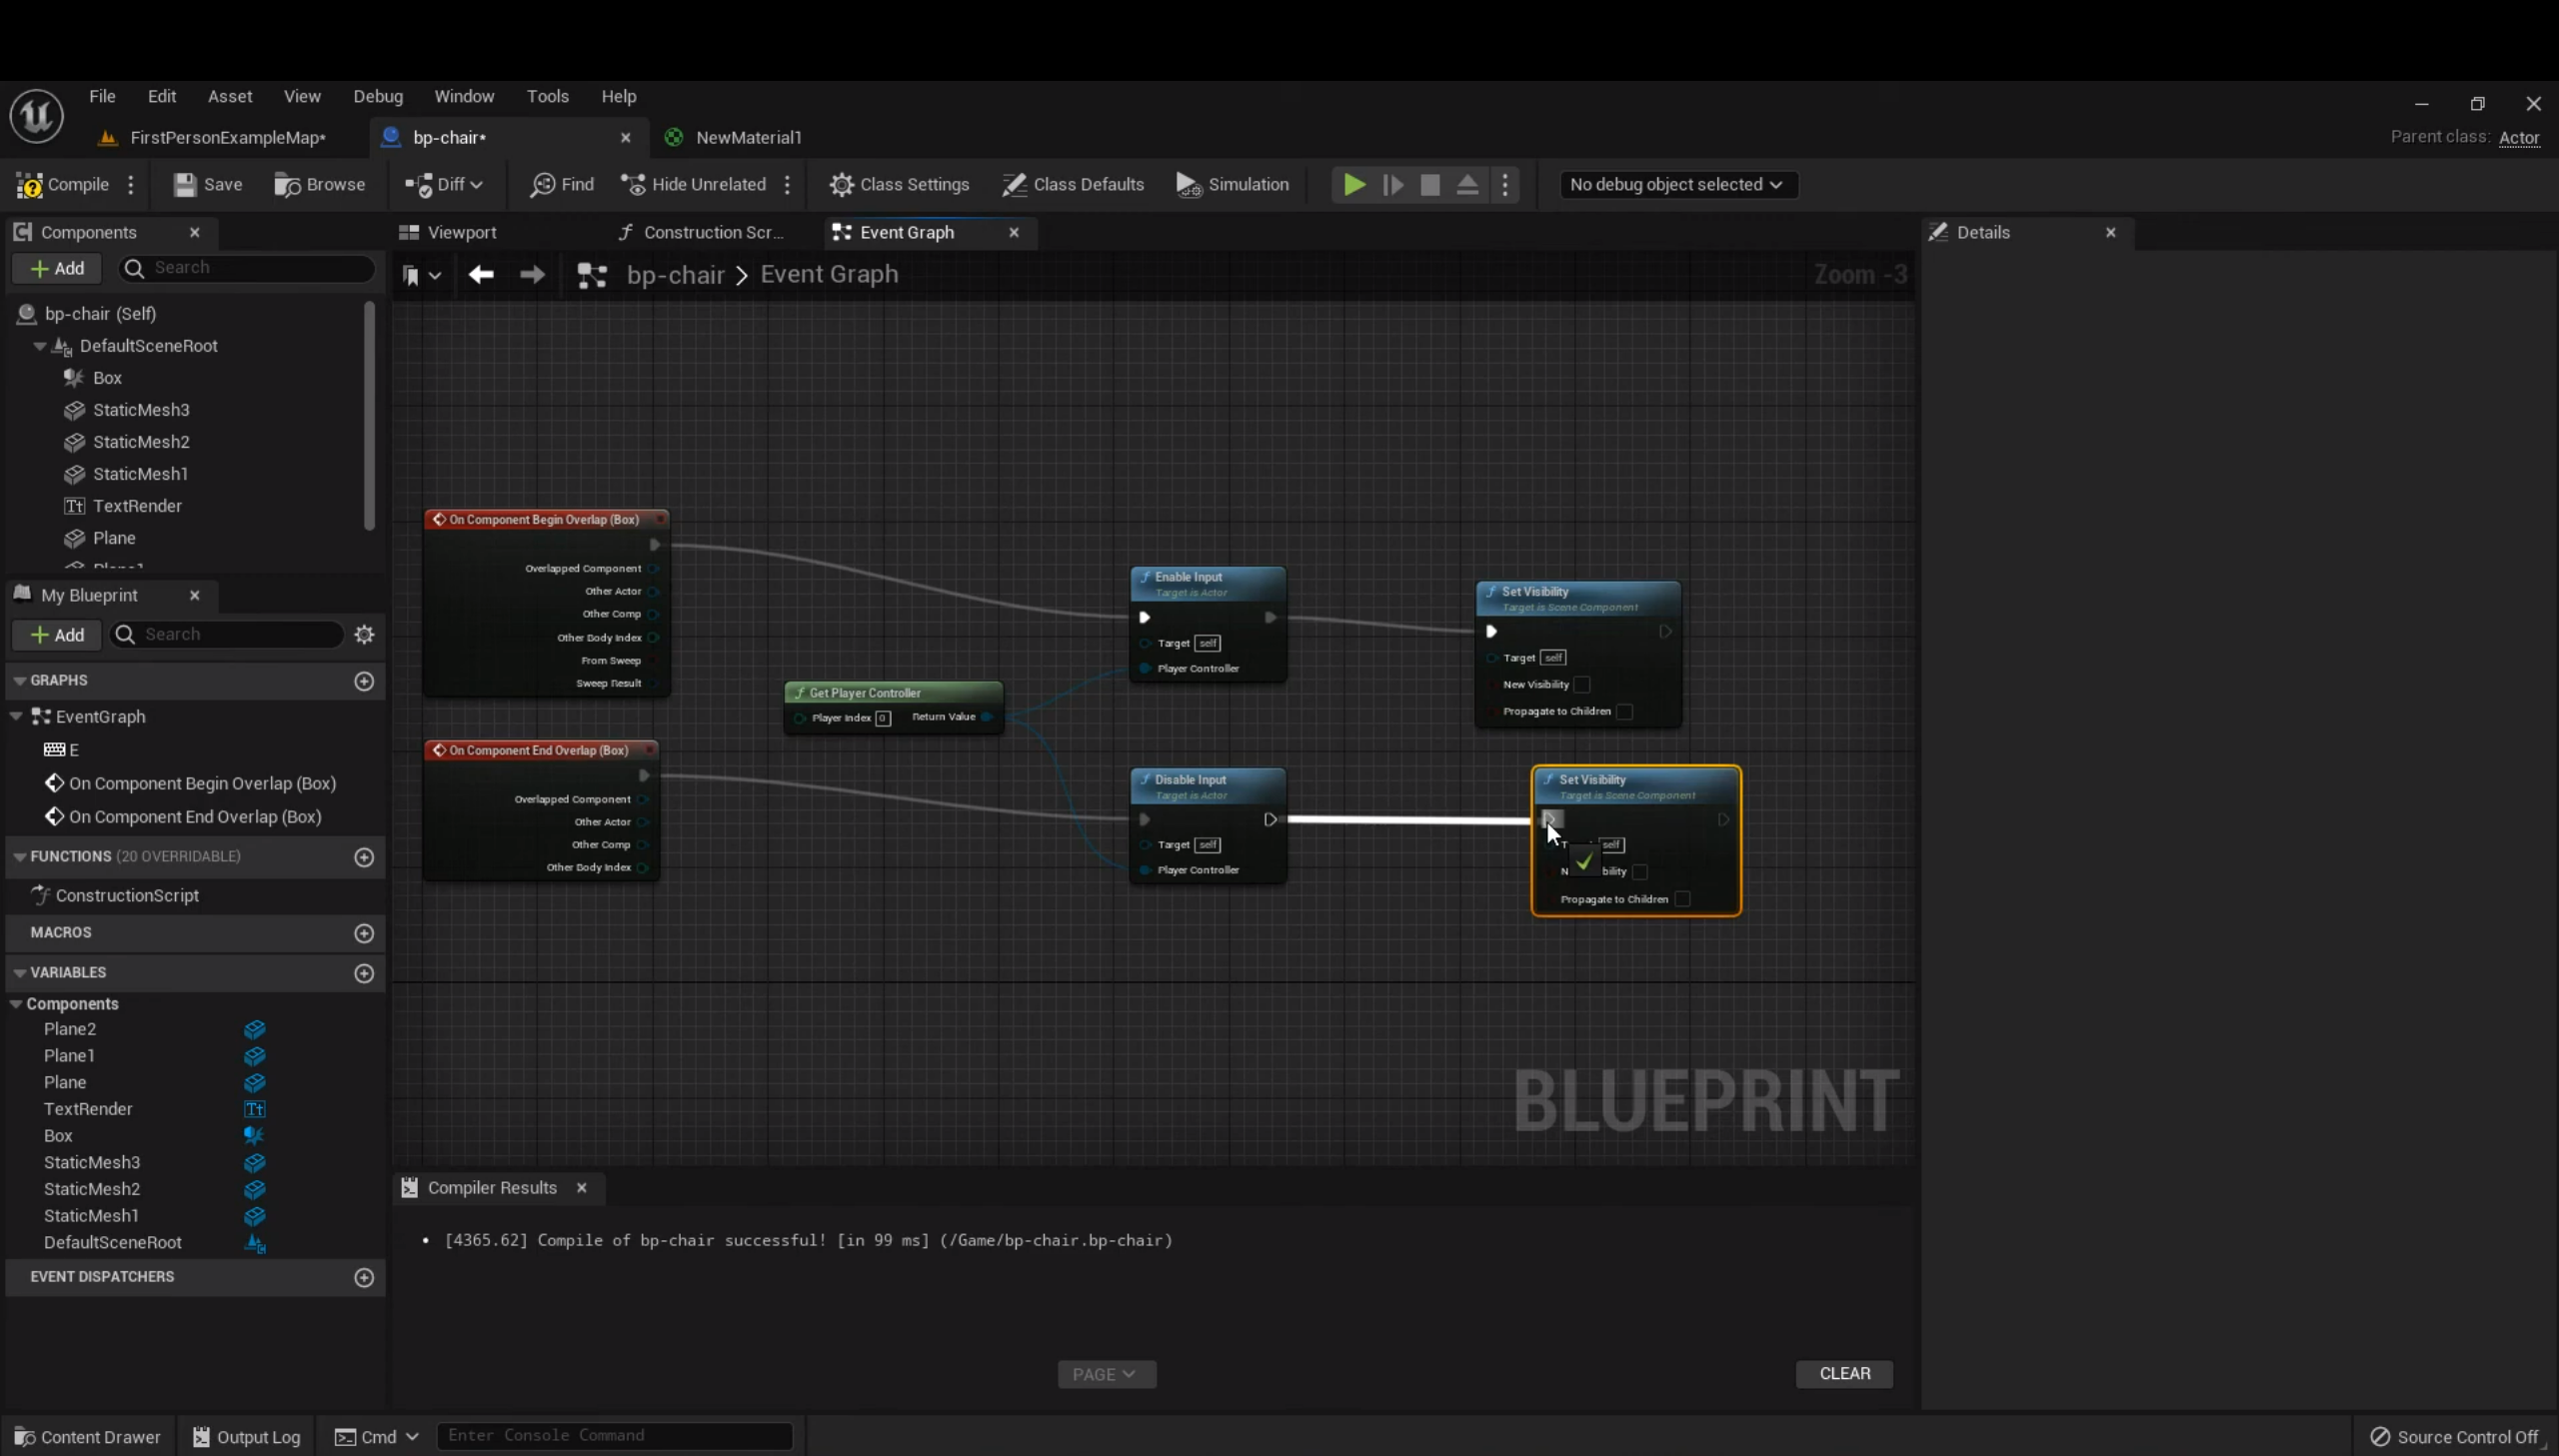 File Edit Asset View Debug Window Tools Help
FirstPersonExampleMap* bp-chair* NewMaterial1
Parent class: Actor
Compile Save Browse Diff Find Hide Unrelated Class Settings Class Defaults Simulation No debug object selected
Components Viewport Construction Scr... Event Graph Details
Add Search
bp-chair > Event Graph
Zoom -3
bp-chair (Self)
DefaultSceneRoot
Box
StaticMesh3
StaticMesh2
StaticMesh1
TextRender
Plane
Plane1
My Blueprint
Add Search
GRAPHS
EventGraph
E
On Component Begin Overlap (Box)
On Component End Overlap (Box)
FUNCTIONS (20 OVERRIDABLE)
ConstructionScript
MACROS
VARIABLES
Components
Plane2
Plane1
Plane
TextRender
Box
StaticMesh3
StaticMesh2
StaticMesh1
DefaultSceneRoot
EVENT DISPATCHERS
On Component Begin Overlap (Box)
Overlapped Component
Other Actor
Other Comp
Other Body Index
From Sweep
Sweep Result
On Component End Overlap (Box)
Overlapped Component
Other Actor
Other Comp
Other Body Index
Get Player Controller
Player Index 0 Return Value
Enable Input
Target is Actor
Target self
Player Controller
Disable Input
Target is Actor
Target self
Player Controller
Set Visibility
Target is Scene Component
Target self
New Visibility
Propagate to Children
Set Visibility
Target is Scene Component
self
Propagate to Children
BLUEPRINT
Compiler Results
• [4365.62] Compile of bp-chair successful! [in 99 ms] (/Game/bp-chair.bp-chair)
PAGE
CLEAR
Content Drawer Output Log Cmd Enter Console Command Source Control Off